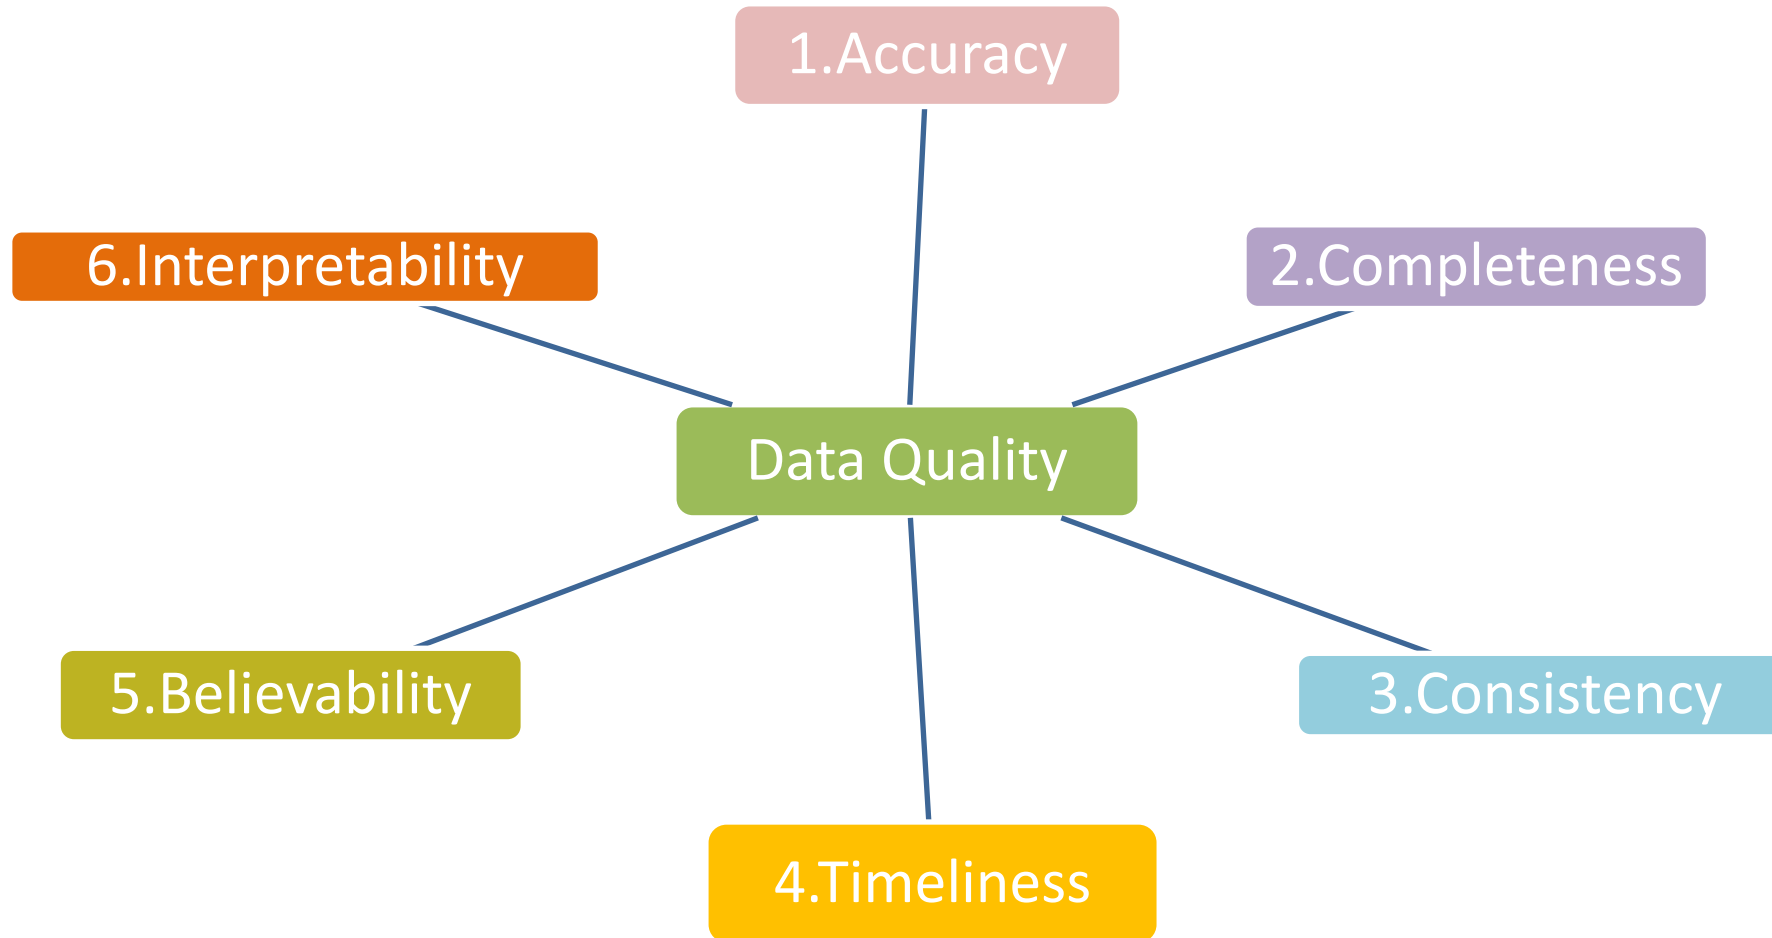 1.Accuracy
6.Interpretability
2.Completeness
Data Quality
5.Believability
3.Consistency
4.Timeliness